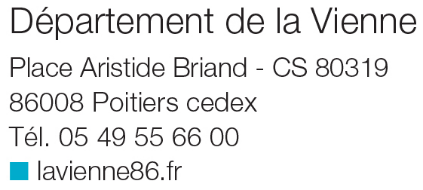 Département de la Vienne
Place Aristide Briand - CS 80319
86008 Poitiers cedex
Tél. 05 49 55 66 00
lavienne86.fr